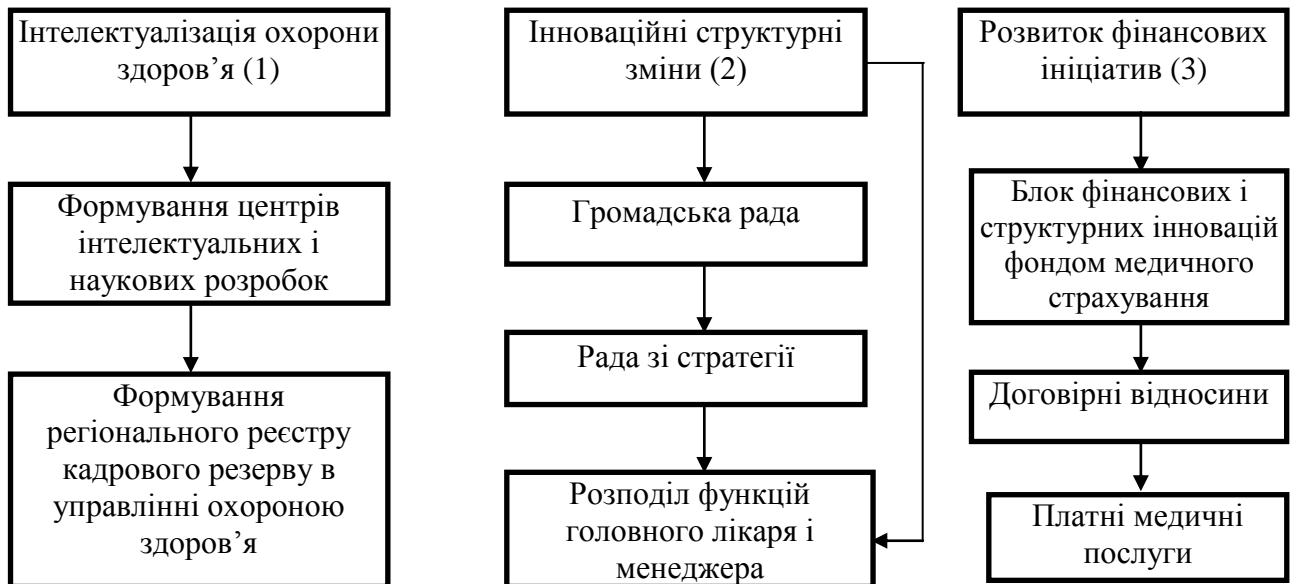 Інтелектуалізація охорони
здоров’я (1)
Формування центрів
інтелектуальних і
наукових розробок
Формування
регіонального реєстру
кадрового резерву в
управлінні охороною
здоров’я
Інноваційні структурні
зміни (2)
Громадська рада
Рада зі стратегії
Розподіл функцій
головного лікаря і
менеджера
Розвиток фінансових
ініціатив (3)
Блок фінансових і
структурних інновацій
фондом медичного
страхування
Договірні відносини
Платні медичні
послуги